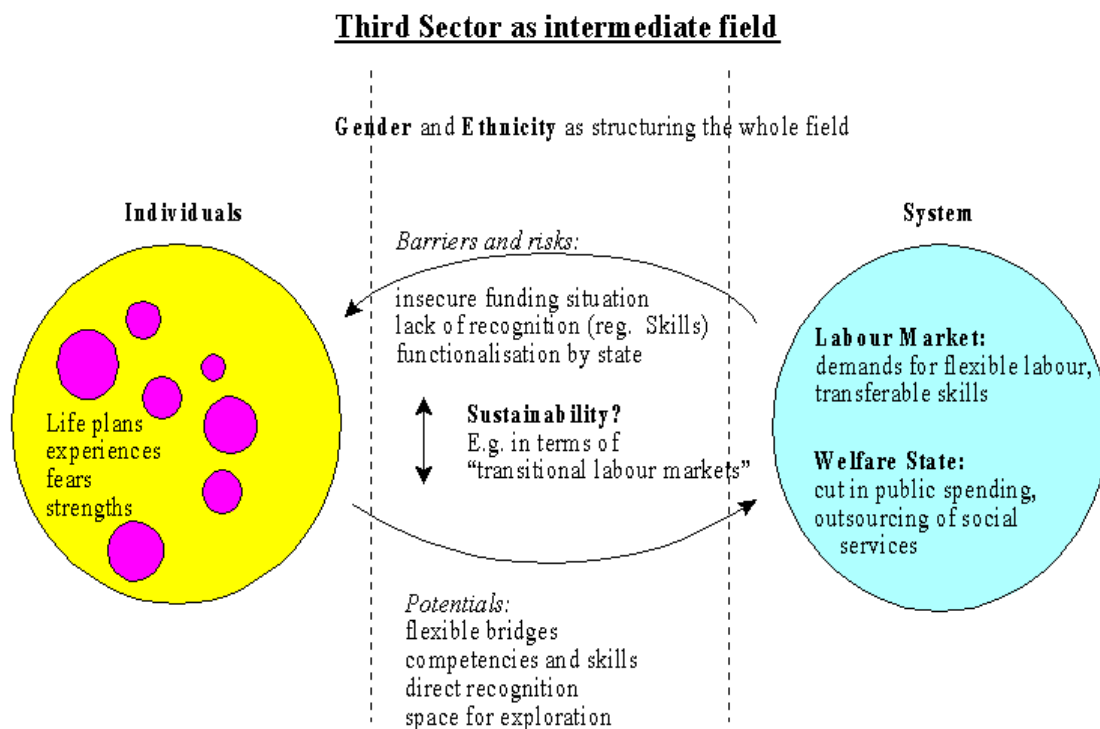 Third Sector as intermediate field
Gender and Ethnicity as structuring the whole field
Individuals
Life plans
experiences
fears
strengths
Barriers and risks:
insecure funding situation
lack of recognition (reg. Skills)
functionalisation by state
Sustainability?
E.g. in terms of
“transitional labour markets”
Potentials:
flexible bridges
competencies and skills
direct recognition
space for exploration
System
Labour Market:
demands for flexible labour,
transferable skills
Welfare State:
cut in public spending,
outsourcing of social
services